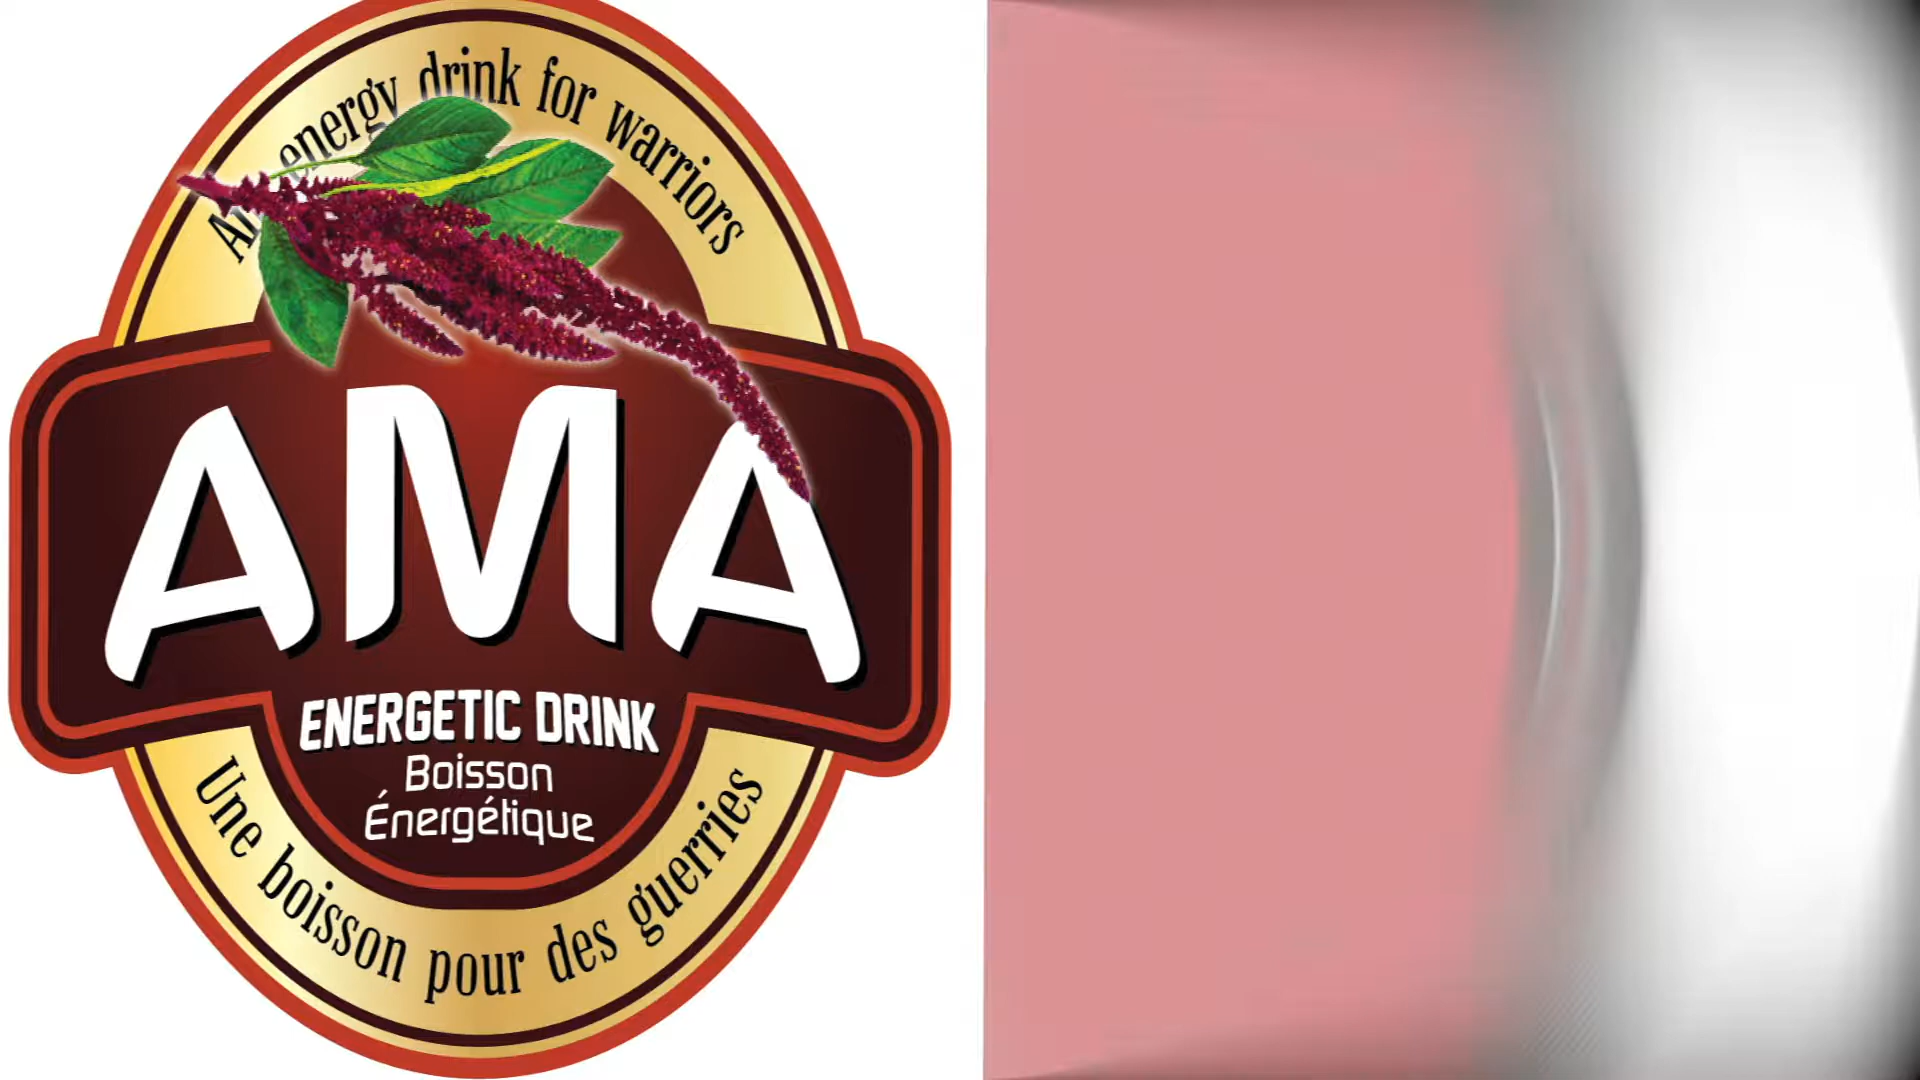 An energy drink for warriors
AMA
ENERGETIC DRINK
Boisson
Énergétique
Une boisson pour des guerries